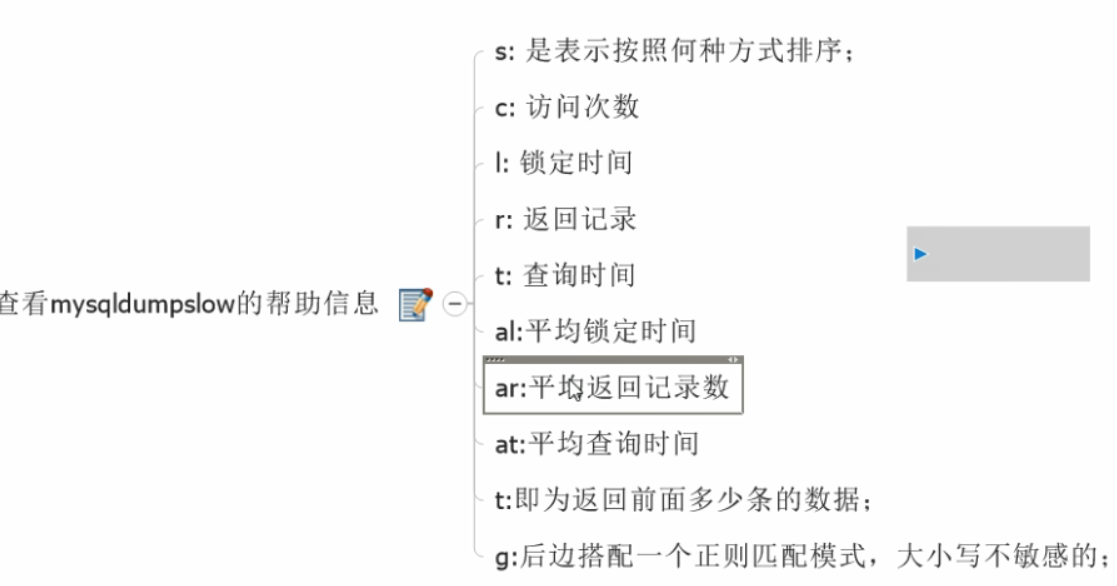 s: 是表示按照何种方式排序；
c: 访问次数
l: 锁定时间
r: 返回记录
t: 查询时间
查看mysqldumpslow的帮助信息
al:平均锁定时间
ar:平均返回记录数
at:平均查询时间
t:即为返回前面多少条的数据；
g:后边搭配一个正则匹配模式，大小写不敏感的；